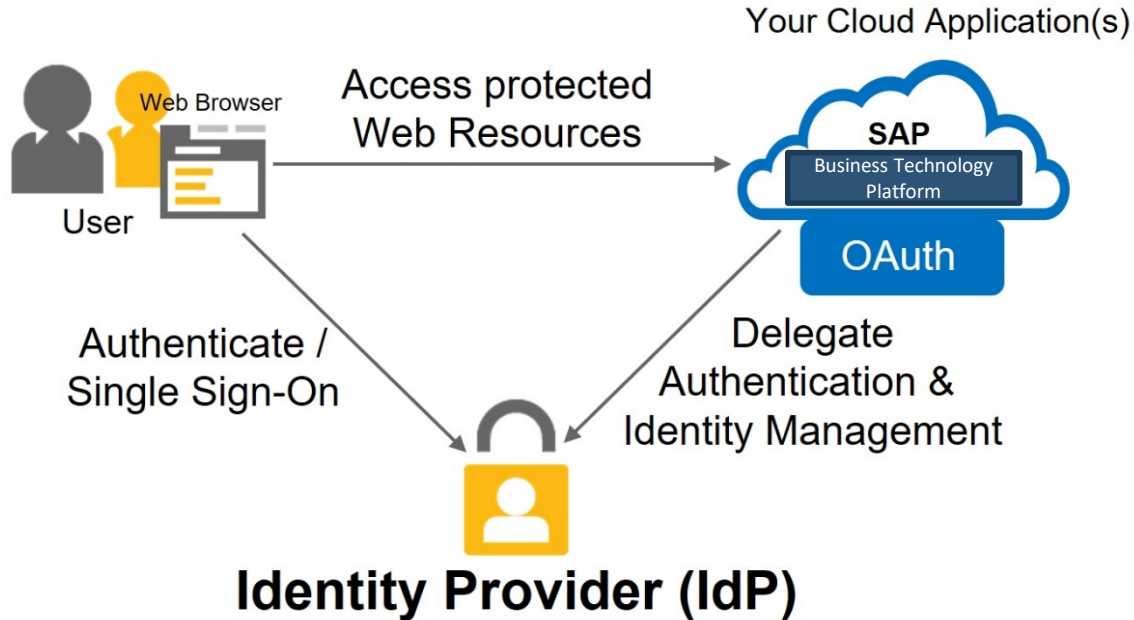 Your Cloud Application(s)
Web Browser
User
Access protected
Web Resources
SAP
Business Technology
Platform
OAuth
Authenticate /
Single Sign-On
Delegate
Authentication &
Identity Management
Identity Provider (IdP)